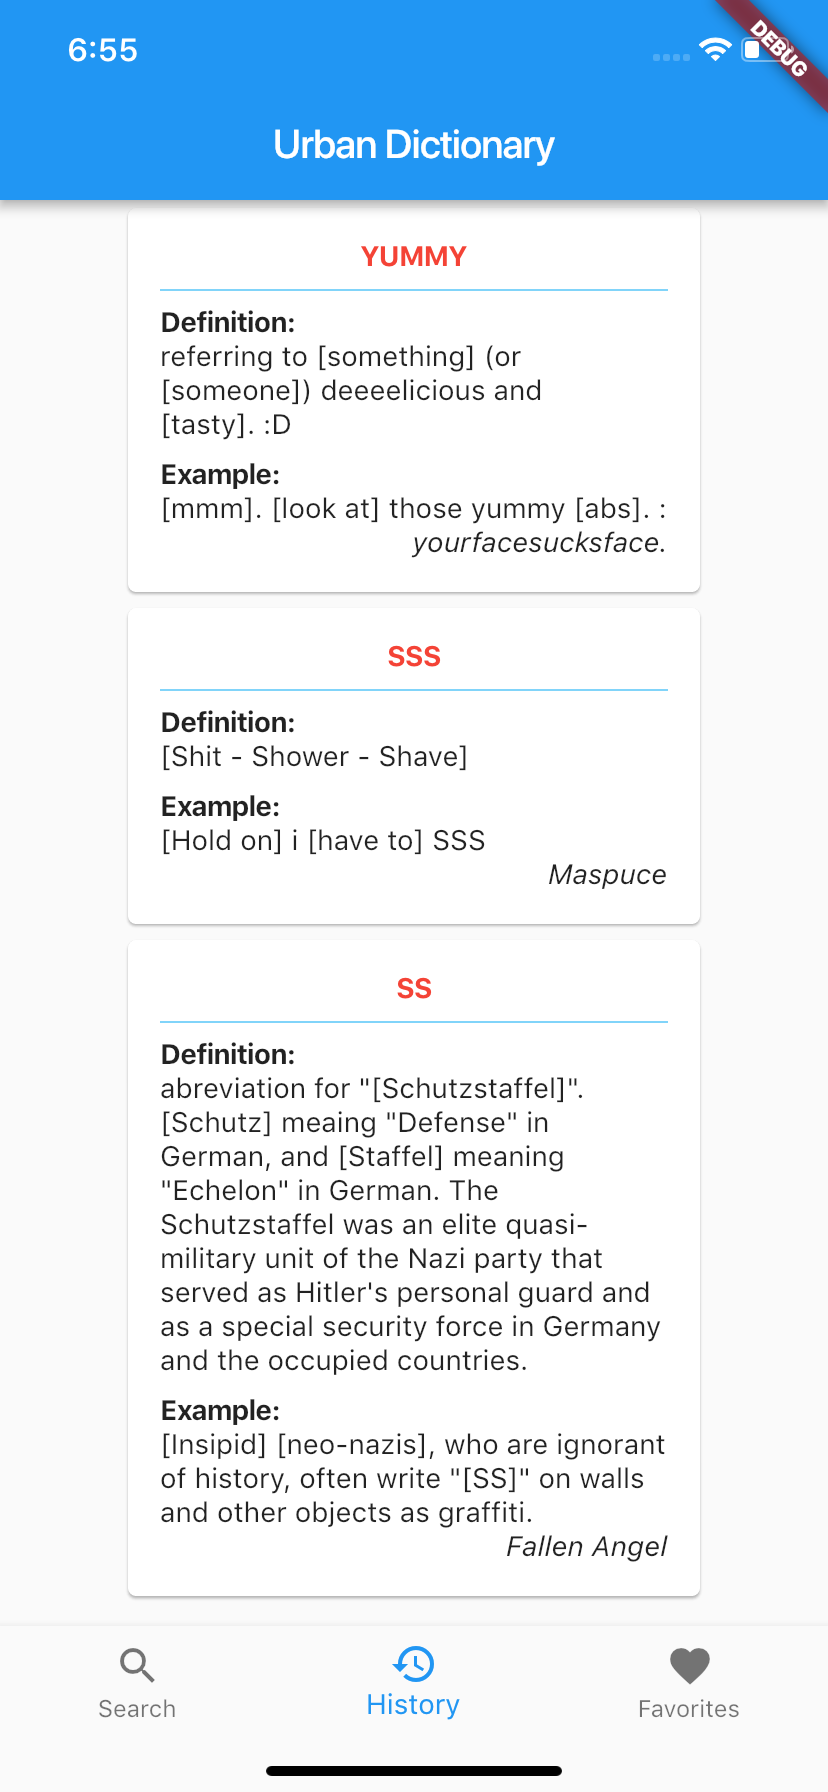 6:55
DEBUG
Urban Dictionary
YUMMY
Definition:
referring to [something] (or
[someone]) deeeelicious and
[tasty]. :D
Example:
[mmm]. [look at] those yummy [abs]. :
yourfacesucksface.
SSS
Definition:
[Shit - Shower - Shave]
Example:
[Hold on] i [have to] SSS
Maspuce
SS
Definition:
abreviation for "[Schutzstaffel]".
[Schutz] meaing "Defense" in
German, and [Staffel] meaning
"Echelon" in German. The
Schutzstaffel was an elite quasi-
military unit of the Nazi party that
served as Hitler's personal guard and
as a special security force in Germany
and the occupied countries.
Example:
[Insipid] [neo-nazis], who are ignorant
of history, often write "[SS]" on walls
and other objects as graffiti.
Fallen Angel
Search
History
Favorites